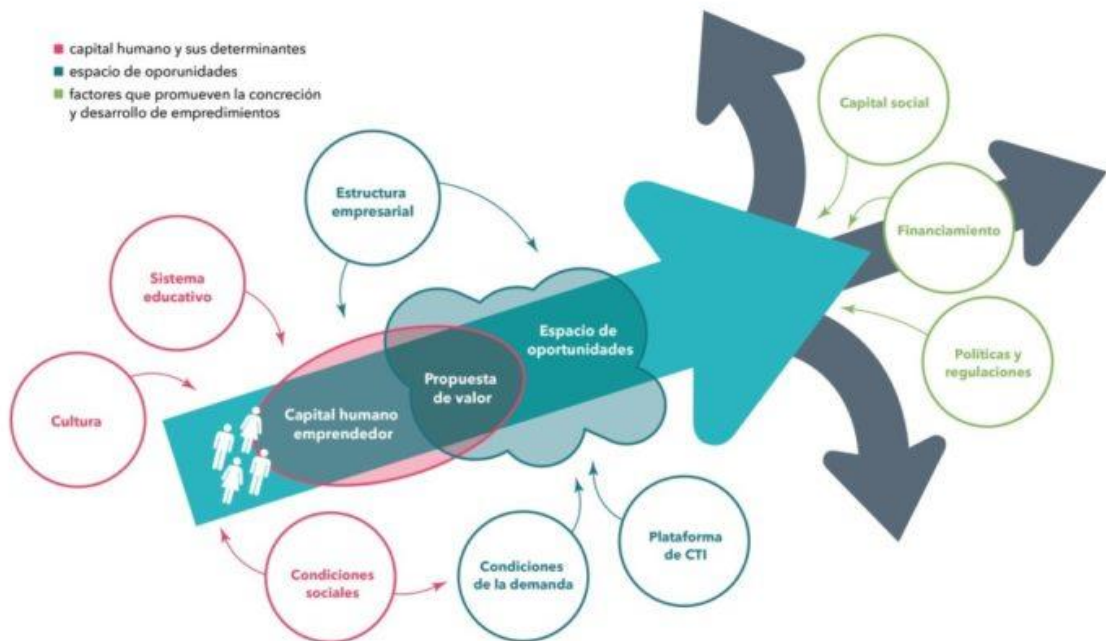 capital humano y sus determinantes
espacio de oporunidades
factores que promueven la concreción
y desarrollo de empredimientos
Capital social
Estructura
empresarial
Financiamiento
Sistema
educativo
Espacio de
oportunidades
Políticas y
regulaciones
Propuesta
de valor
Cultura
Capital humano
emprendedor
Condiciones
sociales
Condiciones
de la demanda
Plataforma
de CTI